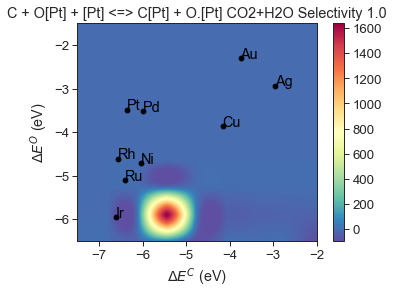 C + O[Pt] + [Pt] <=> C[Pt] + O.[Pt] CO2+H2O Selectivity 1.0
−2
−3
−4
−5
−6
ΔE^O (eV)
Au
Ag
Pt
Pd
Cu
Rh
Ni
Ru
Ir
−7
−6
−5
−4
−3
−2
ΔE^C (eV)
1600
1400
1200
1000
800
600
400
200
0